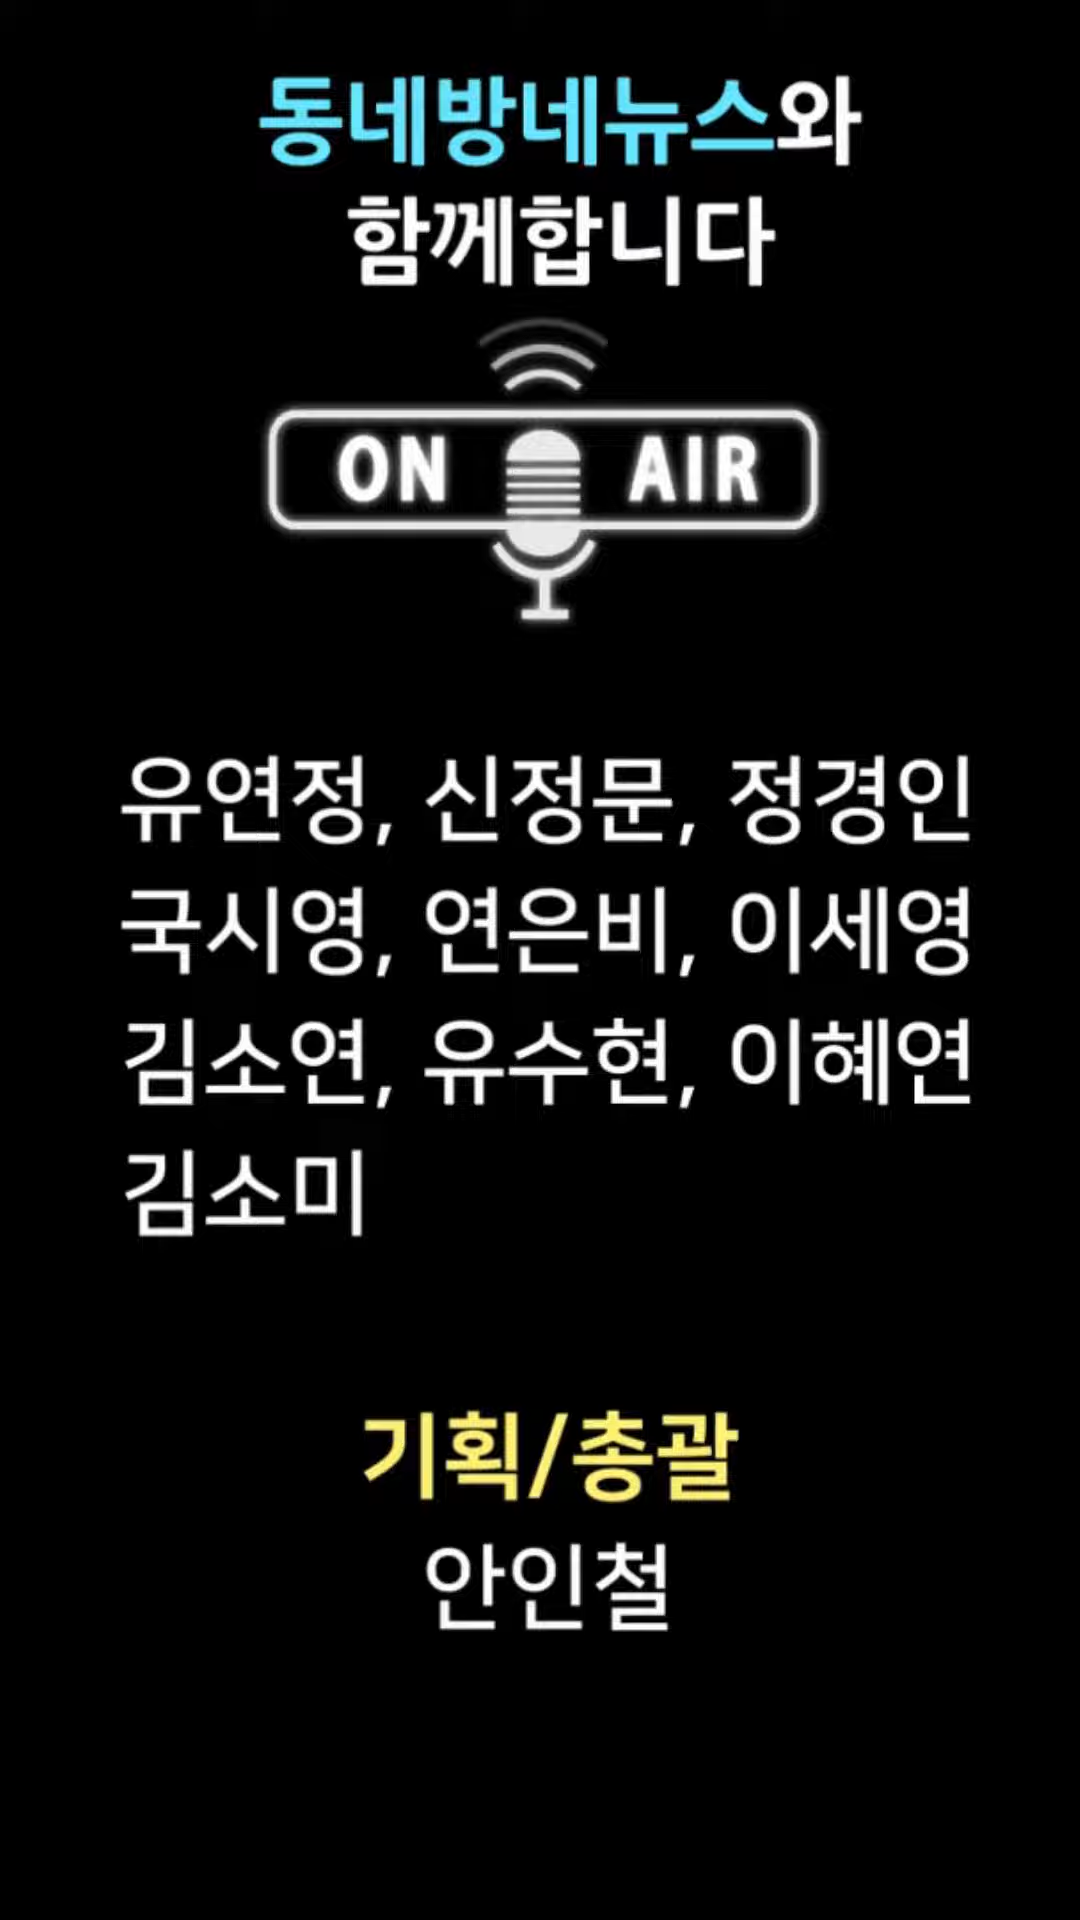 동네방네뉴스와
함께합니다
ON AIR
유연정, 신정문, 정경인
국시영, 연은비, 이세영
김소연, 유수현, 이혜연
김소미
기획/총괄
안인철